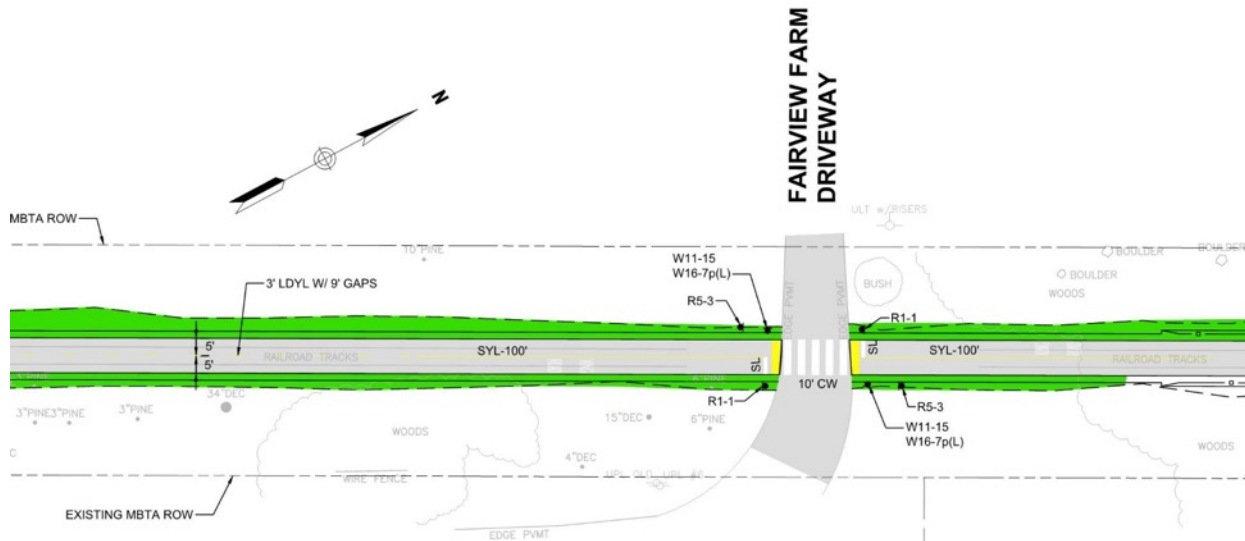 FAIRVIEW FARM
DRIVEWAY
N
MBTA ROW
10"PINE
ULT w/RISERS
W11-15
W16-7p(L)
BOULDER
BOULDER
BOULDER
WOODS
3' LDYL W/ 9' GAPS
R5-3
EDGE PVMT
EDGE PVMT
BUSH
R1-1
5'
5'
RAILROAD TRACKS
SYL-100'
SL
SL
SYL-100'
RAILROAD TRACKS
10' CW
R1-1
R5-3
W11-15
W16-7p(L)
3"PINE
3"PINE
3"PINE
34"DEC
15"DEC
6"PINE
WOODS
WOODS
4"DEC
WIRE FENCE
EXISTING MBTA ROW
EDGE PVMT